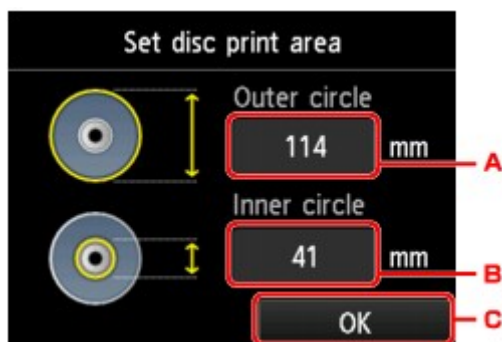 Set disc print area
Outer circle
114 mm A
Inner circle
41 mm B
OK C